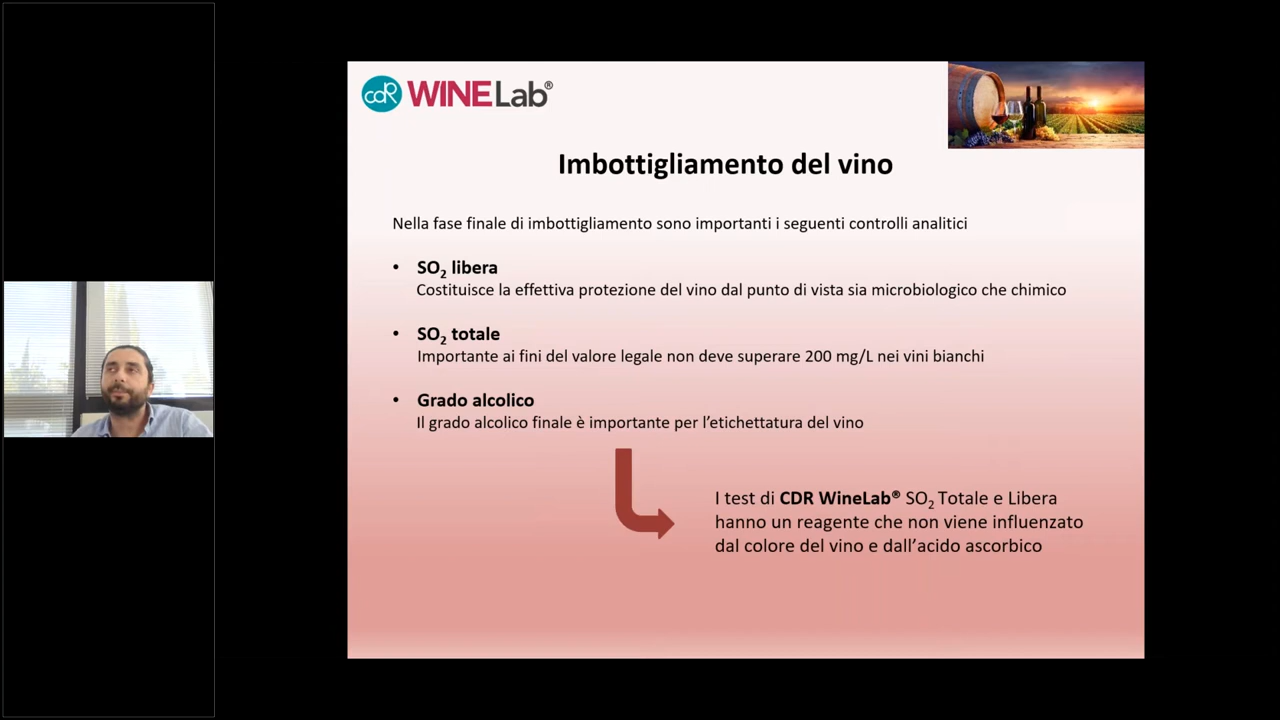 cdR WINELab®
Imbottigliamento del vino
Nella fase finale di imbottigliamento sono importanti i seguenti controlli analitici
• SO₂ libera
Costituisce la effettiva protezione del vino dal punto di vista sia microbiologico che chimico
• SO₂ totale
Importante ai fini del valore legale non deve superare 200 mg/L nei vini bianchi
• Grado alcolico
Il grado alcolico finale è importante per l’etichettatura del vino
I test di CDR WineLab® SO₂ Totale e Libera
hanno un reagente che non viene influenzato
dal colore del vino e dall’acido ascorbico